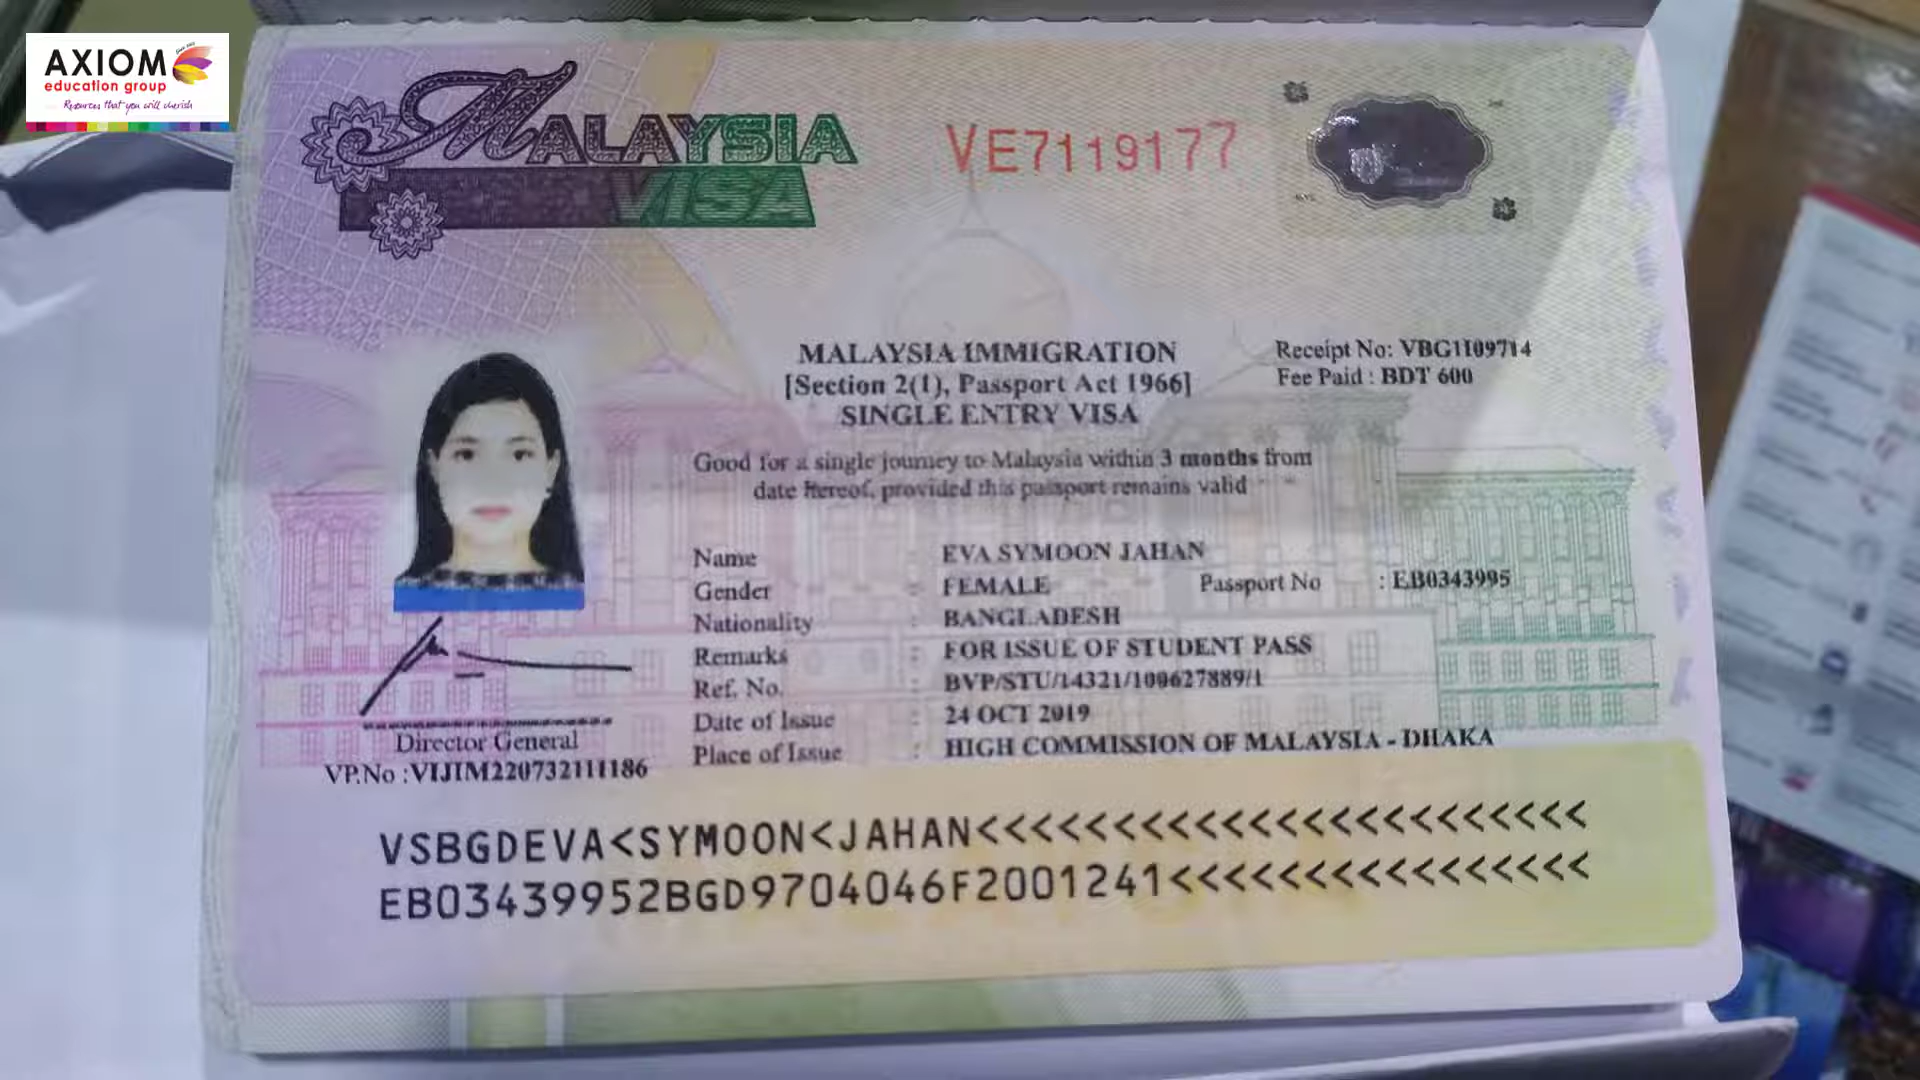 AXIOM
education group
Resources that you will cherish
MALAYSIA
VISA
VE7119177
MALAYSIA IMMIGRATION
[Section 2(1), Passport Act 1966]
SINGLE ENTRY VISA
Receipt No: VBG1109714
Fee Paid : BDT 600
Good for a single journey to Malaysia within 3 months from
date hereof, provided this passport remains valid
Name : EVA SYMOON JAHAN
Gender : FEMALE Passport No : EB0343995
Nationality : BANGLADESH
Remarks : FOR ISSUE OF STUDENT PASS
Ref. No. : BVP/STU/14321/109627889/1
Date of Issue : 24 OCT 2019
Place of Issue : HIGH COMMISSION OF MALAYSIA - DHAKA
Director General
VP.No :VIJIM220732111186
VSBGDEVA<SYMOON<JAHAN<<<<<<<<<<<<<<<<<<<<<<<
EB03439952BGD9704046F2001241<<<<<<<<<<<<<<<<